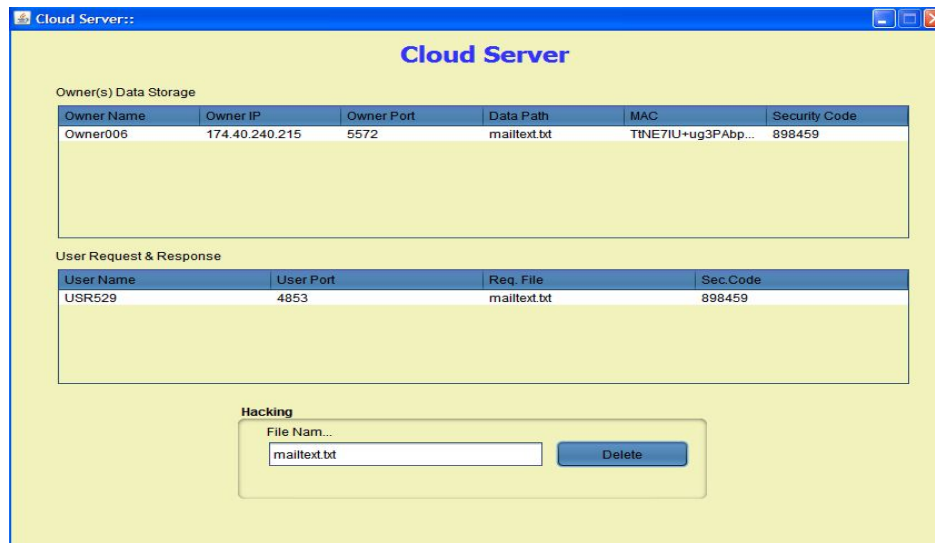 Cloud Server::
Cloud Server
Owner(s) Data Storage
Owner Name Owner IP Owner Port Data Path MAC Security Code
Owner006 174.40.240.215 5572 mailtext.txt TtNE7IU+ug3PAbp... 898459
User Request & Response
User Name User Port Req. File Sec.Code
USR529 4853 mailtext.txt 898459
Hacking
File Nam...
mailtext.txt Delete